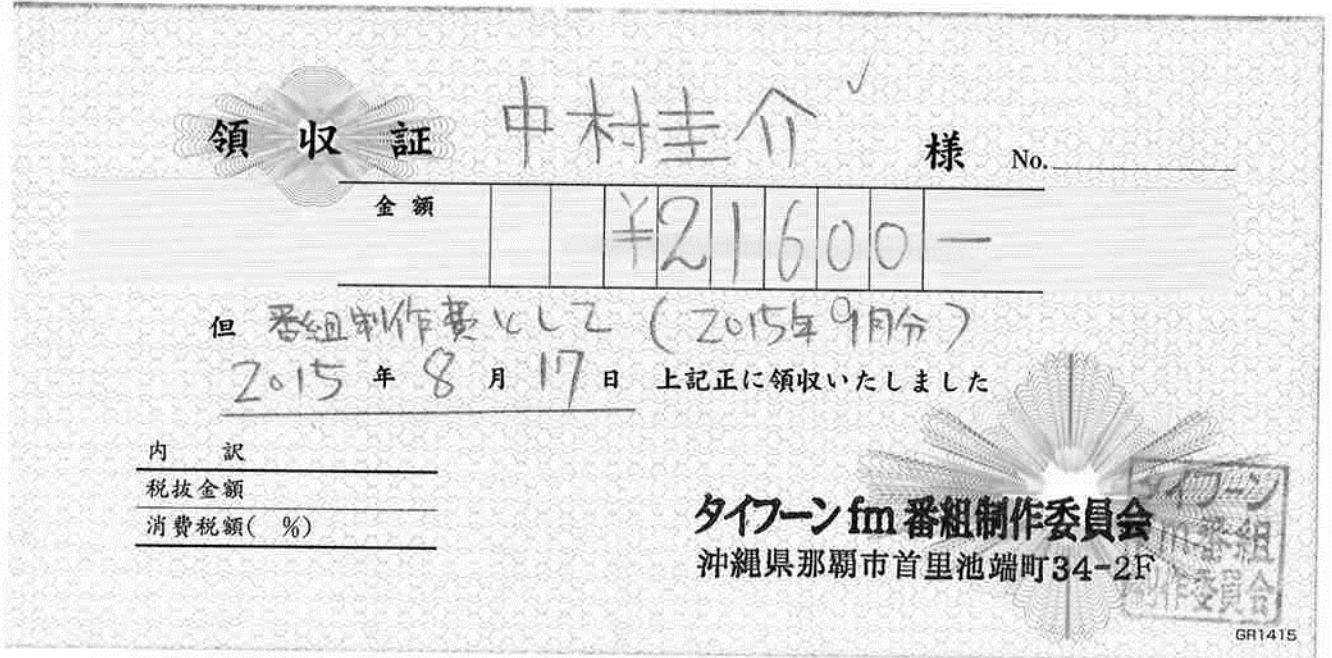 領収証 中村圭介 様 No.
金額 ¥21600-
但 番組制作費として (2015年9月分)
2015年8月17日 上記正に領収いたしました
内 訳
税抜金額
消費税額( %)
タイフーンfm番組制作委員会
沖縄県那覇市首里池端町34-2F
タイフーン
fm番組
制作委員会
GR1415